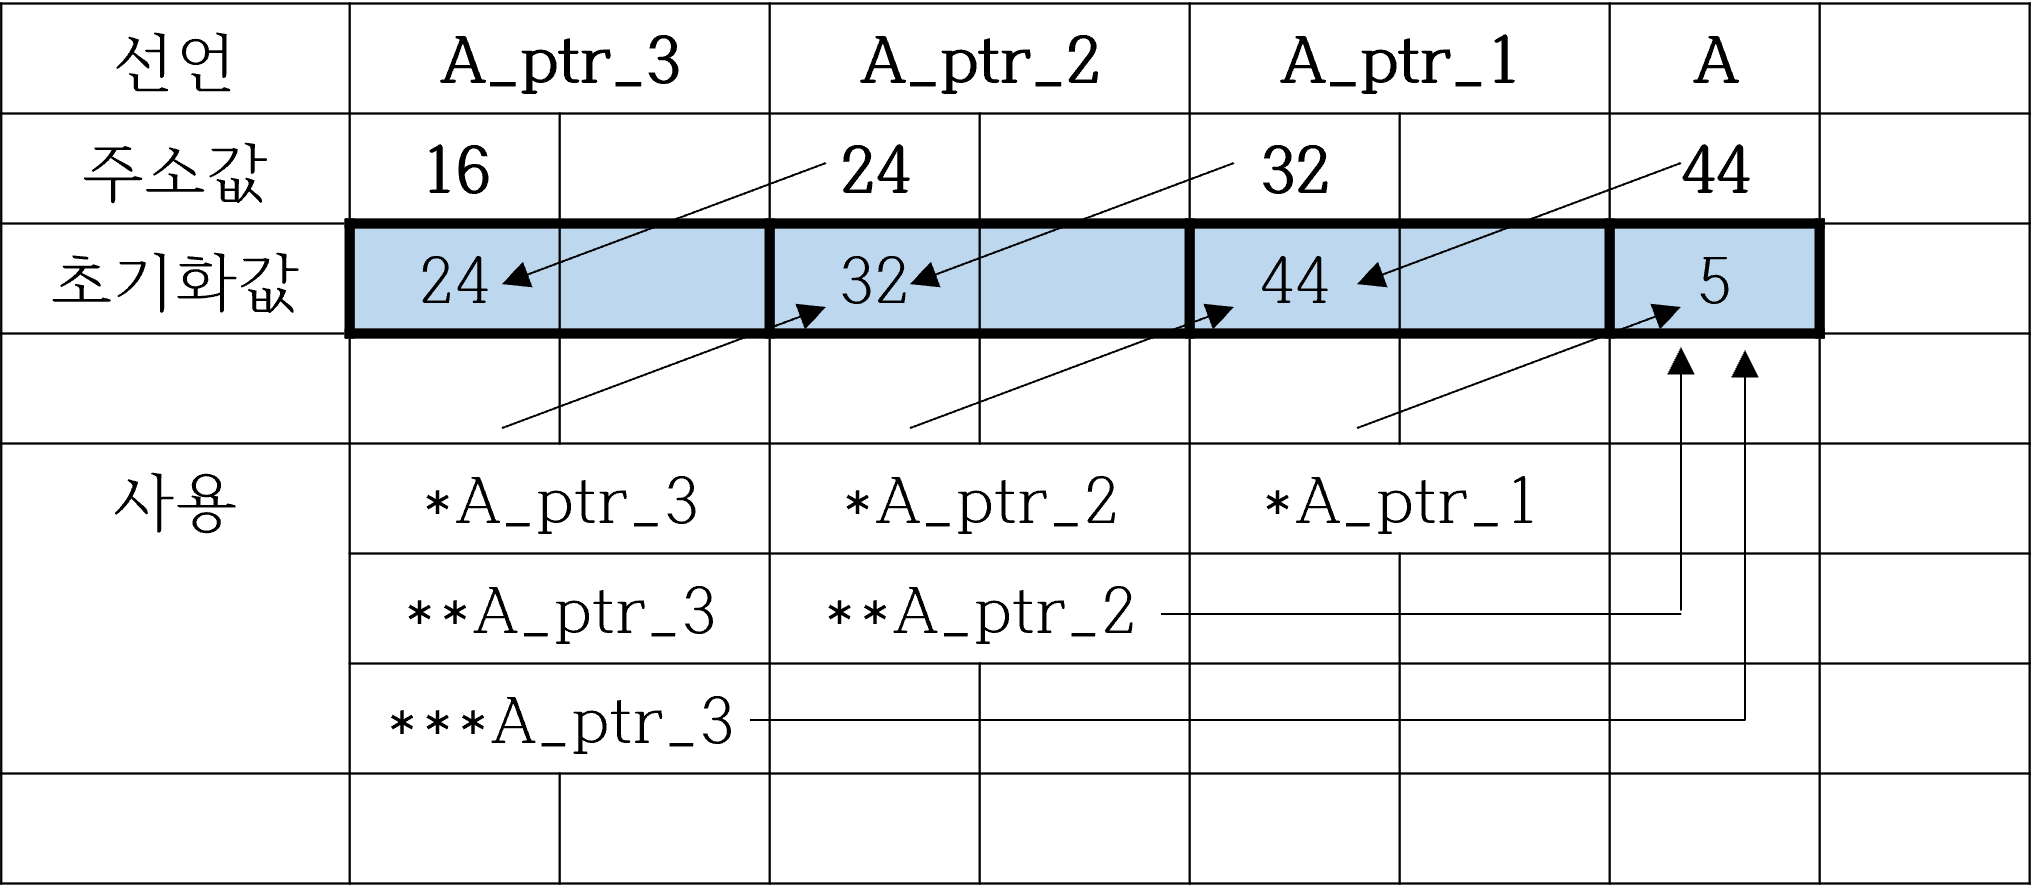 선언 A_ptr_3 A_ptr_2 A_ptr_1 A
주소값 16 24 32 44
초기화값 24 32 44 5
사용 *A_ptr_3 *A_ptr_2 *A_ptr_1
**A_ptr_3 **A_ptr_2
***A_ptr_3